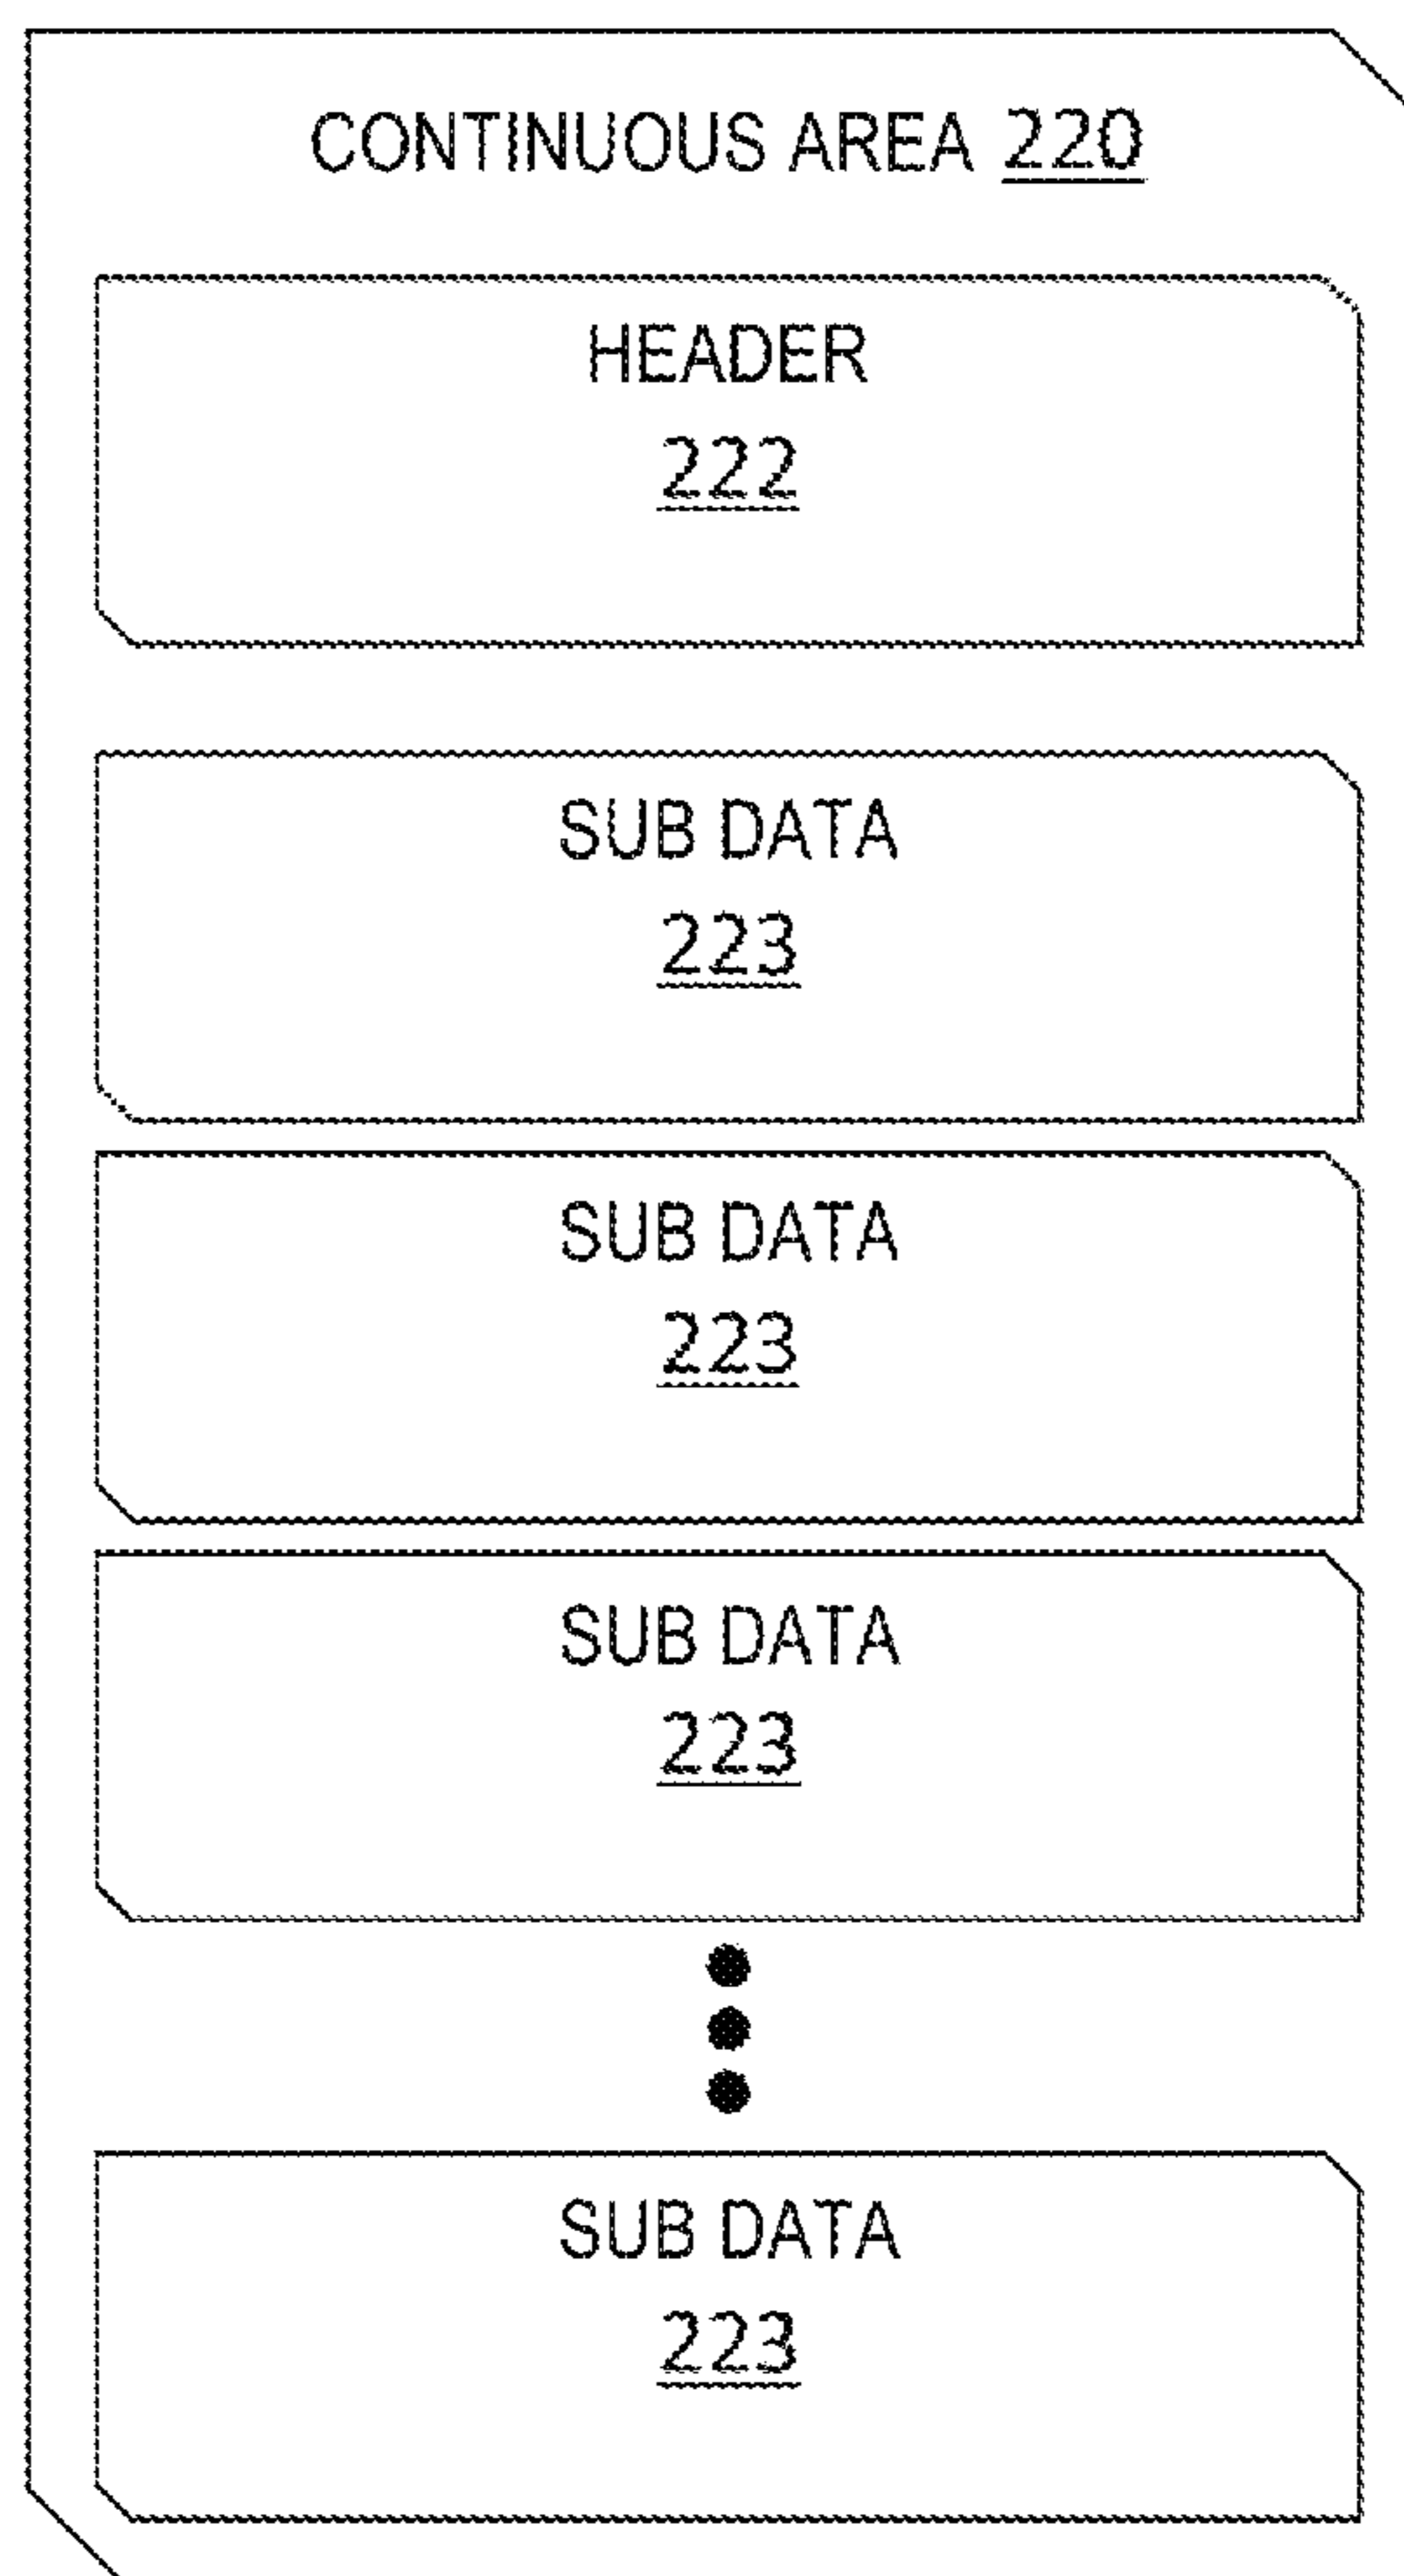 CONTINUOUS AREA 220
HEADER
222
SUB DATA
223
SUB DATA
223
SUB DATA
223
SUB DATA
223